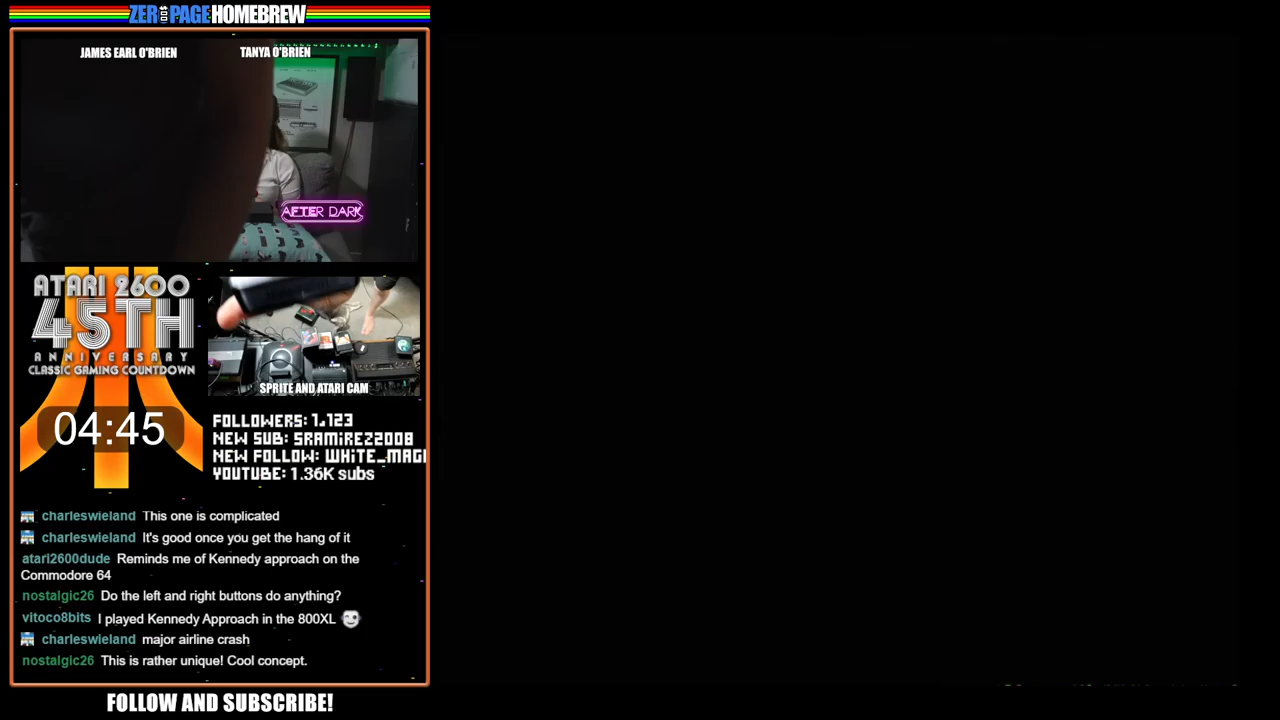 ZERO PAGE HOMEBREW
JAMES EARL O'BRIEN
TANYA O'BRIEN
AFTER DARK
ATARI 2600
45TH
ANNIVERSARY
CLASSIC GAMING COUNTDOWN
04:45
SPRITE AND ATARI CAM
FOLLOWERS: 1,123
NEW SUB: SRAMIREZ2008
NEW FOLLOW: WHITE_MAG
YOUTUBE: 1.36K subs
charleswieland This one is complicated
charleswieland It's good once you get the hang of it
atari2600dude Reminds me of Kennedy approach on the
Commodore 64
nostalgic26 Do the left and right buttons do anything?
vitoco8bits I played Kennedy Approach in the 800XL
charleswieland major airline crash
nostalgic26 This is rather unique! Cool concept.
FOLLOW AND SUBSCRIBE!